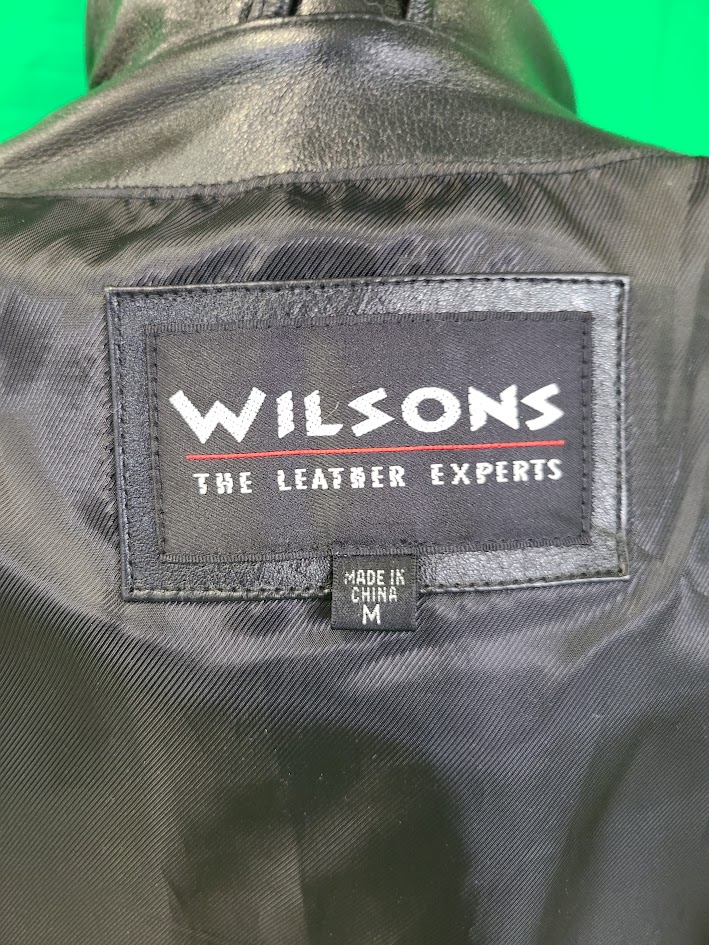 WILSONS
THE LEATHER EXPERTS
MADE IN
CHINA
M